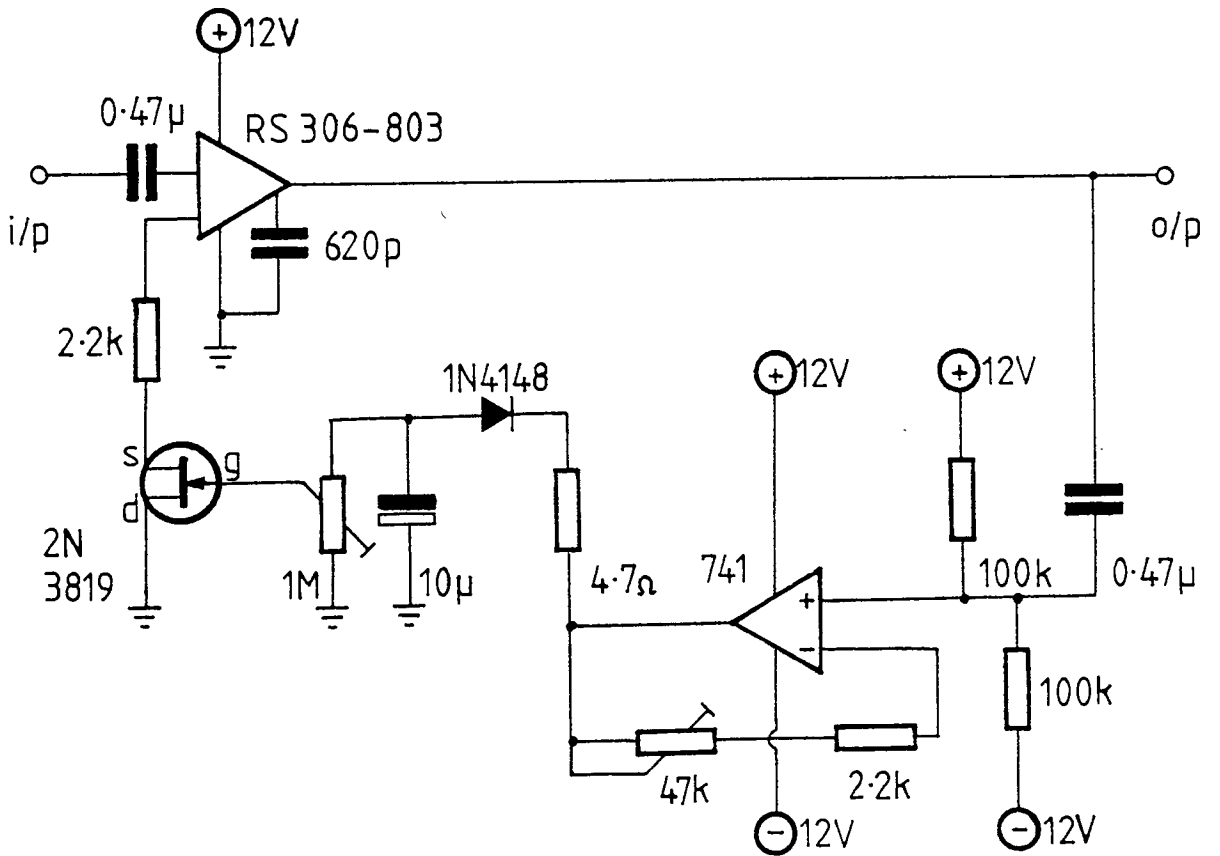 + 12V
0·47µ
RS 306-803
i/p
620p
o/p
2·2k
1N4148
+ 12V
+ 12V
s
g
d
2N
3819
1M
10µ
4·7Ω
741
+
−
100k
0·47µ
100k
47k
2·2k
− 12V
− 12V